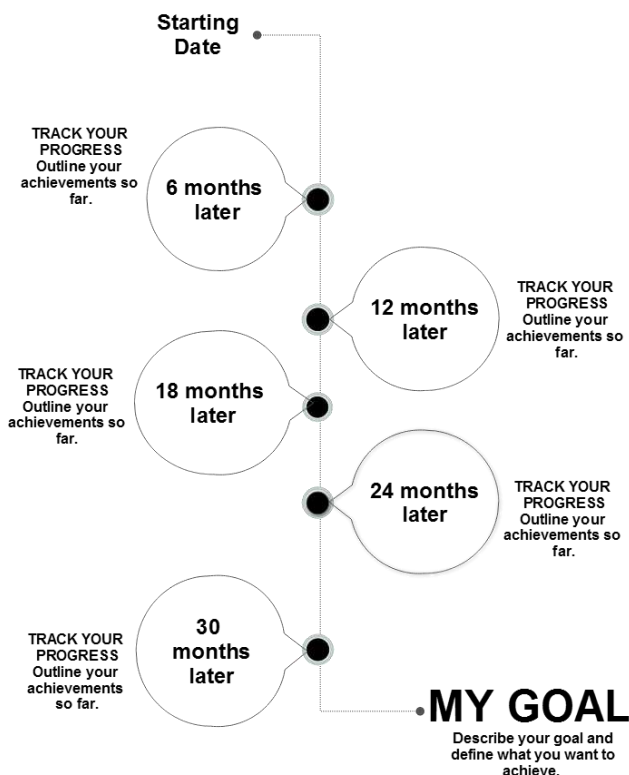 Starting
Date
TRACK YOUR
PROGRESS
Outline your
achievements so
far.
6 months
later
12 months
later
TRACK YOUR
PROGRESS
Outline your
achievements so
far.
TRACK YOUR
PROGRESS
Outline your
achievements so
far.
18 months
later
24 months
later
TRACK YOUR
PROGRESS
Outline your
achievements so
far.
TRACK YOUR
PROGRESS
Outline your
achievements
so far.
30
months
later
MY GOAL
Describe your goal and
define what you want to
achieve.